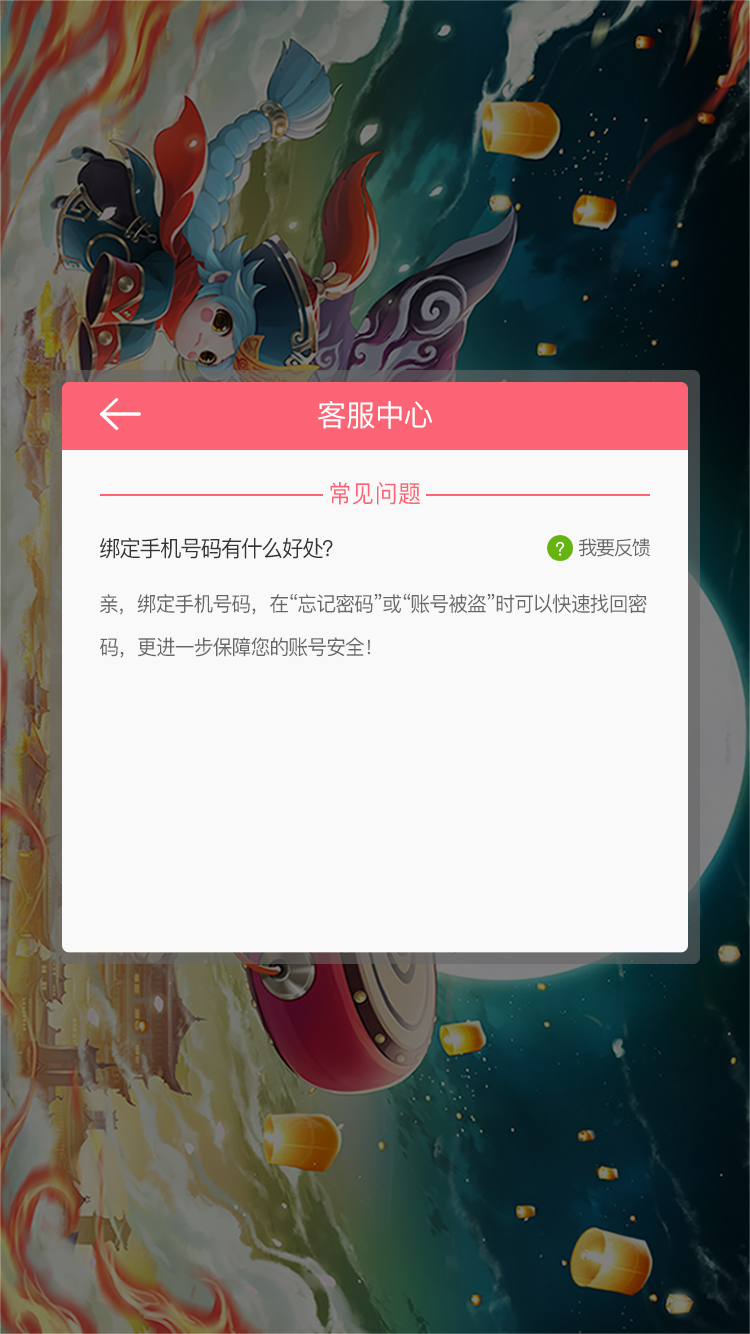 客服中心
常见问题
绑定手机号码有什么好处?
? 我要反馈
亲，绑定手机号码，在“忘记密码”或“账号被盗”时可以快速找回密
码，更进一步保障您的账号安全！